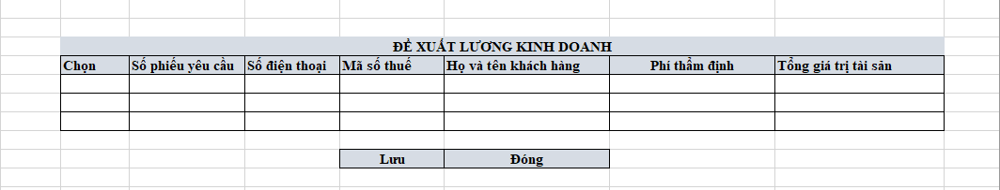 ĐỀ XUẤT LƯƠNG KINH DOANH
Chọn Số phiếu yêu cầu Số điện thoại Mã số thuế Họ và tên khách hàng Phí thẩm định Tổng giá trị tài sản
Lưu Đóng